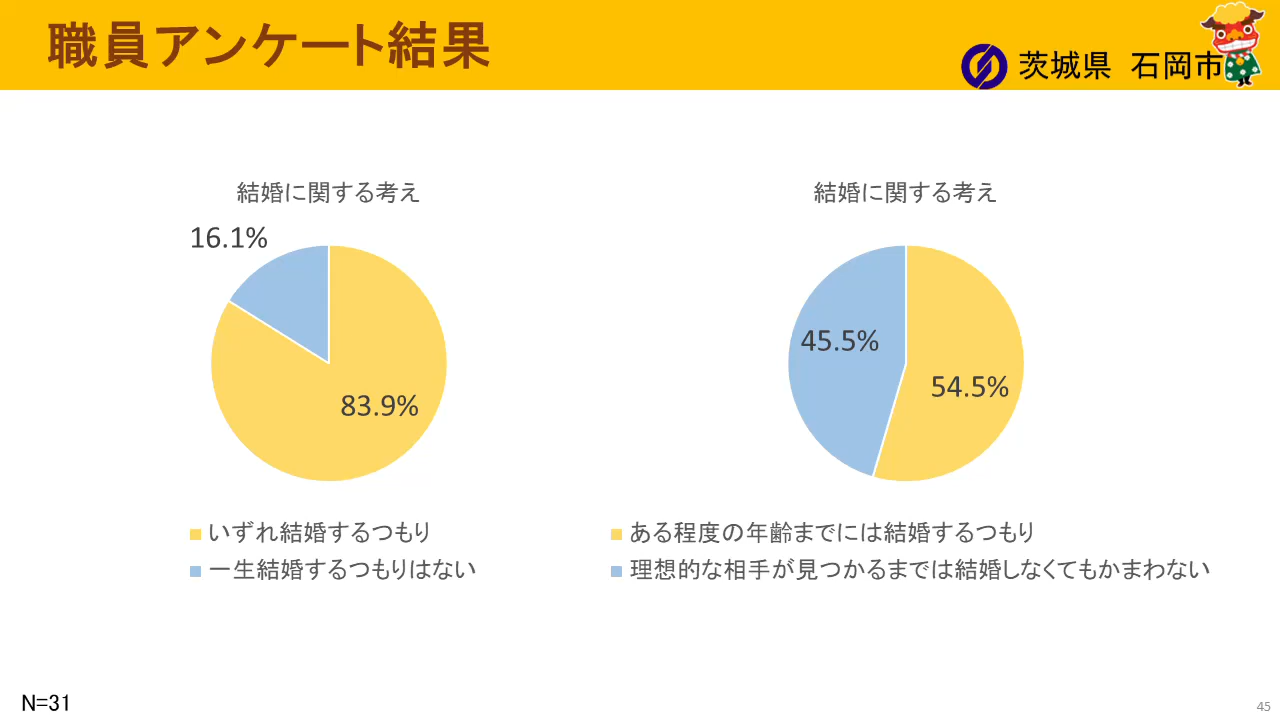 職員アンケート結果
茨城県 石岡市
結婚に関する考え
16.1%
83.9%
いずれ結婚するつもり
一生結婚するつもりはない
結婚に関する考え
45.5%
54.5%
ある程度の年齢までには結婚するつもり
理想的な相手が見つかるまでは結婚しなくてもかまわない
N=31
45